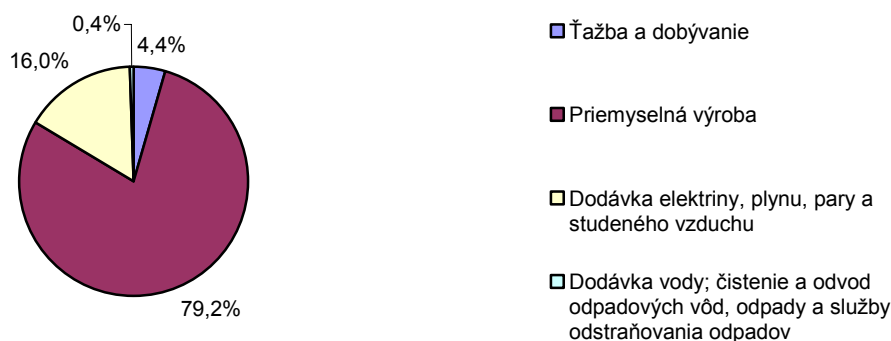 0,4%
4,4%
16,0%
79,2%
Ťažba a dobývanie
Priemyselná výroba
Dodávka elektriny, plynu, pary a
studeného vzduchu
Dodávka vody; čistenie a odvod
odpadových vôd, odpady a služby
odstraňovania odpadov